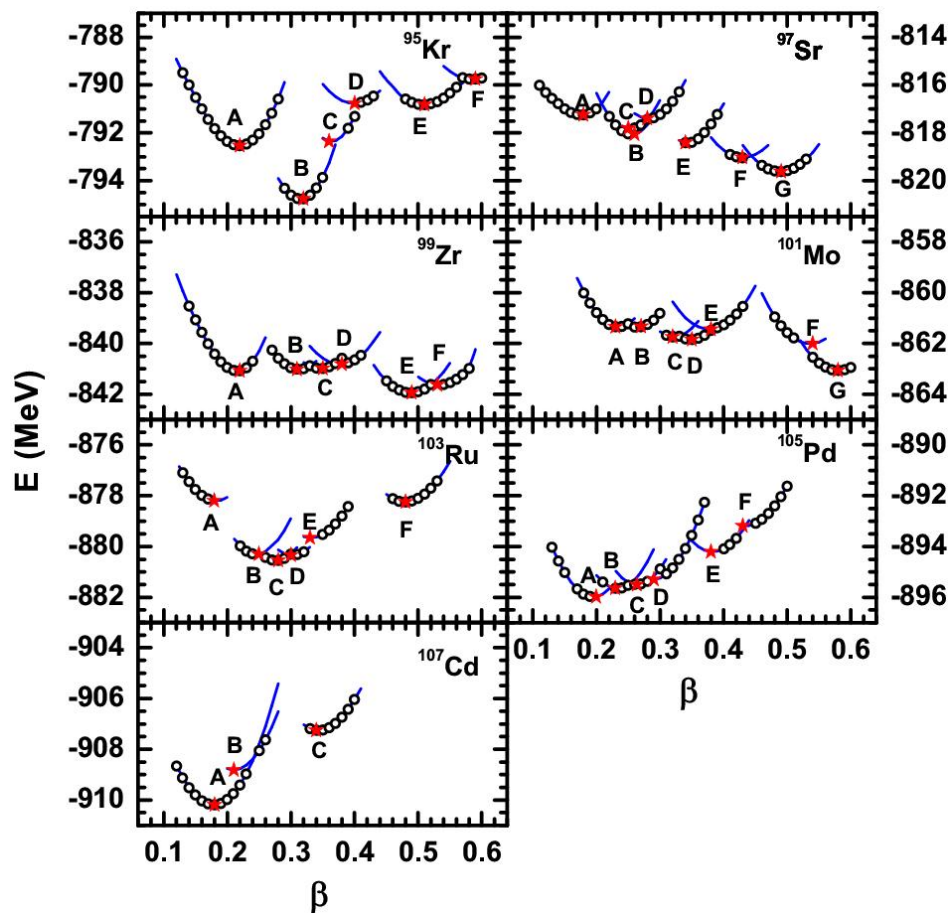 E (MeV)
-788
-790
-792
-794
⁹⁵Kr
A
B
C
D
E
F
-814
-816
-818
-820
⁹⁷Sr
A
B
C
D
E
F
G
-836
-838
-840
-842
⁹⁹Zr
A
B
C
D
E
F
-858
-860
-862
-864
¹⁰¹Mo
A
B
C
D
E
F
G
-876
-878
-880
-882
¹⁰³Ru
A
B
C
D
E
F
-890
-892
-894
-896
¹⁰⁵Pd
A
B
C
D
E
F
0.1 0.2 0.3 0.4 0.5 0.6
β
-904
-906
-908
-910
¹⁰⁷Cd
A
B
C
0.1 0.2 0.3 0.4 0.5 0.6
β